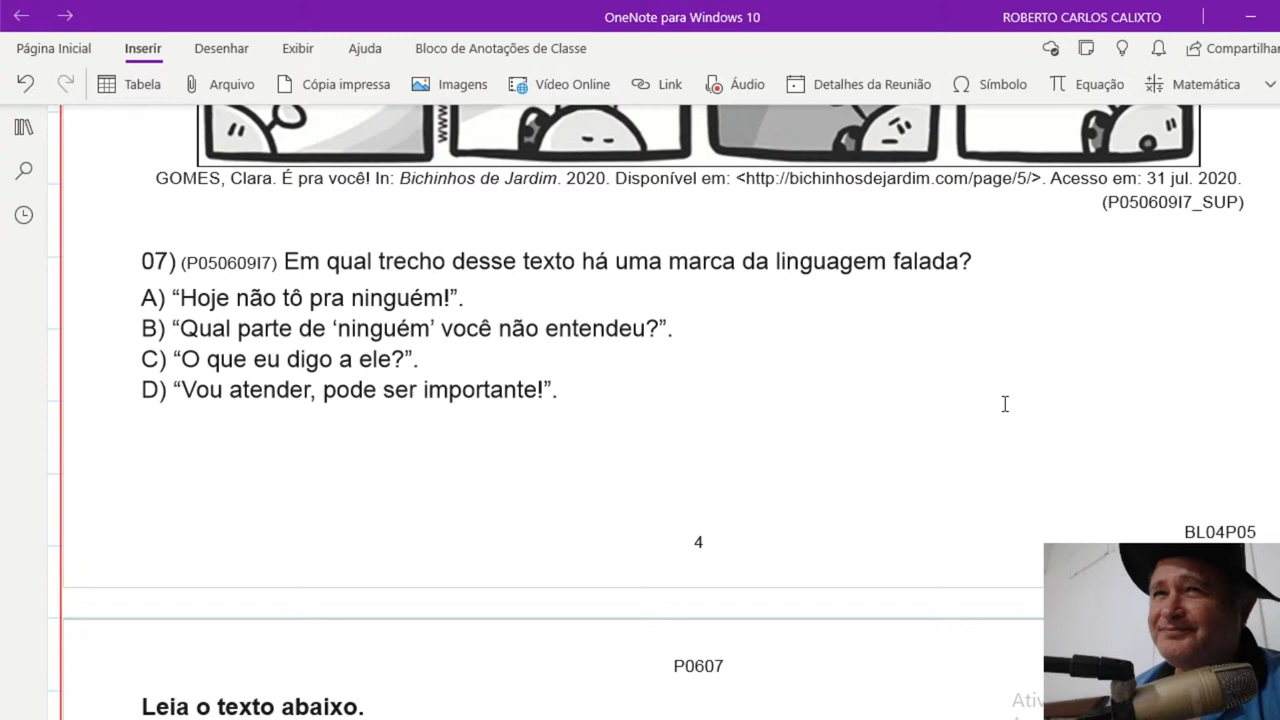 OneNote para Windows 10
ROBERTO CARLOS CALIXTO
Página Inicial Inserir Desenhar Exibir Ajuda Bloco de Anotações de Classe Compartilhar
Tabela Arquivo Cópia impressa Imagens Vídeo Online Link Áudio Detalhes da Reunião Símbolo Equação Matemática
www
GOMES, Clara. É pra você! In: Bichinhos de Jardim. 2020. Disponível em: <http://bichinhosdejardim.com/page/5/>. Acesso em: 31 jul. 2020.
(P050609I7_SUP)
07) (P050609I7) Em qual trecho desse texto há uma marca da linguagem falada?
A) “Hoje não tô pra ninguém!”.
B) “Qual parte de ‘ninguém’ você não entendeu?”.
C) “O que eu digo a ele?”.
D) “Vou atender, pode ser importante!”.
4
BL04P05
P0607
Leia o texto abaixo.
Ativ